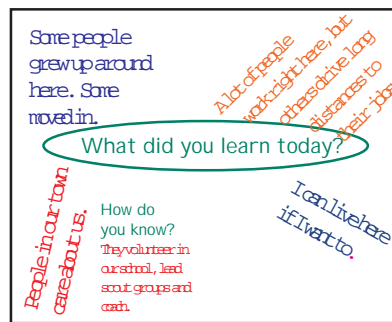 Some people
grew up around
here. Some
moved in.
A lot of people
work right here, but
others drive long
distances to
their jobs
What did you learn today?
People in our town
care about us.
How do
you know?
They volunteer in
our school, lead
scout groups and
coach.
I can live here
if I want to.